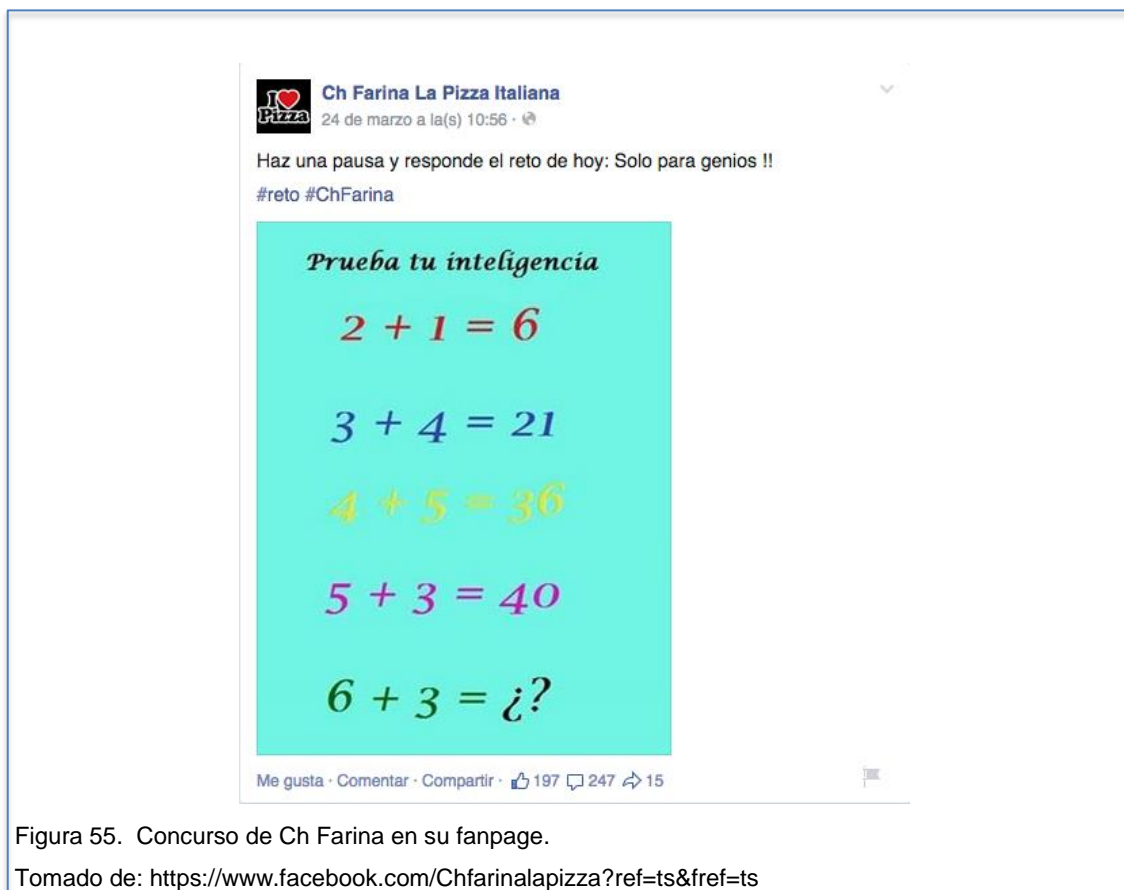 I ❤ Pizza
Ch Farina La Pizza Italiana
24 de marzo a la(s) 10:56 ·
Haz una pausa y responde el reto de hoy: Solo para genios !!
#reto #ChFarina
Prueba tu inteligencia
2 + 1 = 6
3 + 4 = 21
4 + 5 = 36
5 + 3 = 40
6 + 3 = ¿?
Me gusta · Comentar · Compartir · 197 247 15
Figura 55. Concurso de Ch Farina en su fanpage.
Tomado de: https://www.facebook.com/Chfarinalapizza?ref=ts&fref=ts